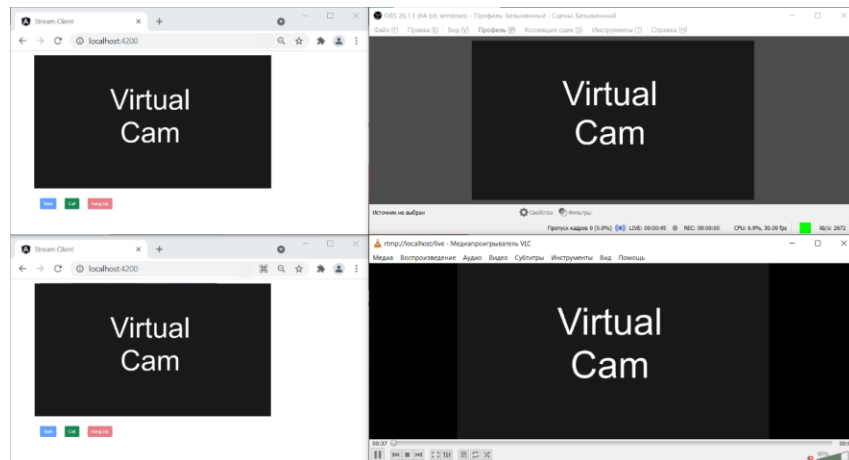 Stream Client
localhost:4200
Virtual
Cam
Start
Call
Hang Up
OBS 26.1.1 (64-bit, windows) - Профиль: Безымянный - Сцены: Безымянный
Файл (F) Правка (E) Вид (V) Профиль (P) Коллекция сцен (S) Инструменты (T) Справка (H)
Virtual
Cam
Источник не выбран
Свойства
Фильтры
Пропуск кадров 0 (0.0%) LIVE: 00:00:45 REC: 00:00:00 CPU: 6.9%, 30.00 fps kb/s: 2672
Stream Client
localhost:4200
Virtual
Cam
Start
Call
Hang Up
rtmp://localhost/live - Медиапроигрыватель VLC
Медиа Воспроизведение Аудио Видео Субтитры Инструменты Вид Помощь
Virtual
Cam
00:37